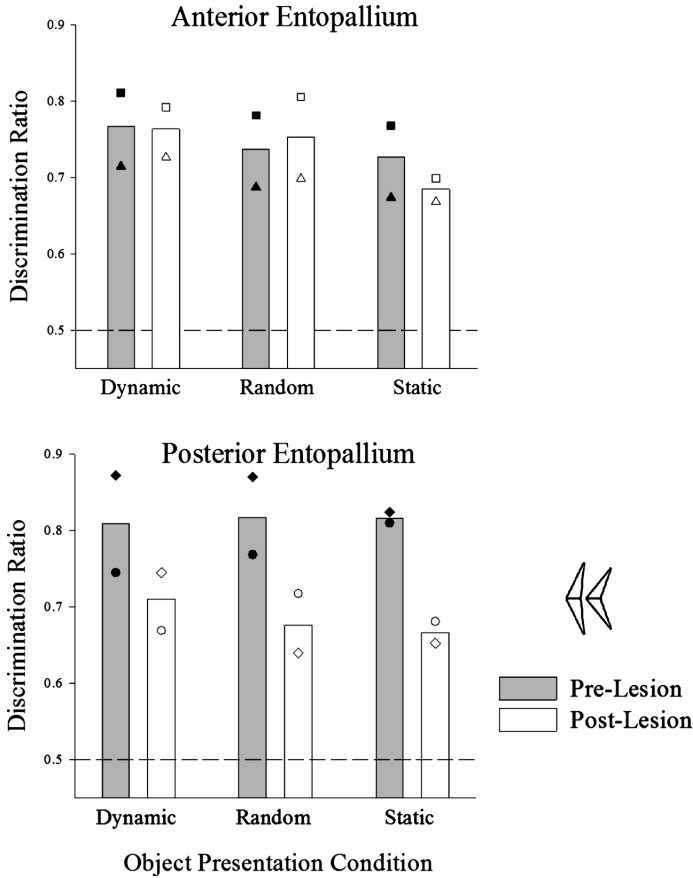 Anterior Entopallium
Discrimination Ratio
0.9
0.8
0.7
0.6
0.5
Dynamic Random Static
Posterior Entopallium
Discrimination Ratio
0.9
0.8
0.7
0.6
0.5
Dynamic Random Static
Object Presentation Condition
Pre-Lesion
Post-Lesion